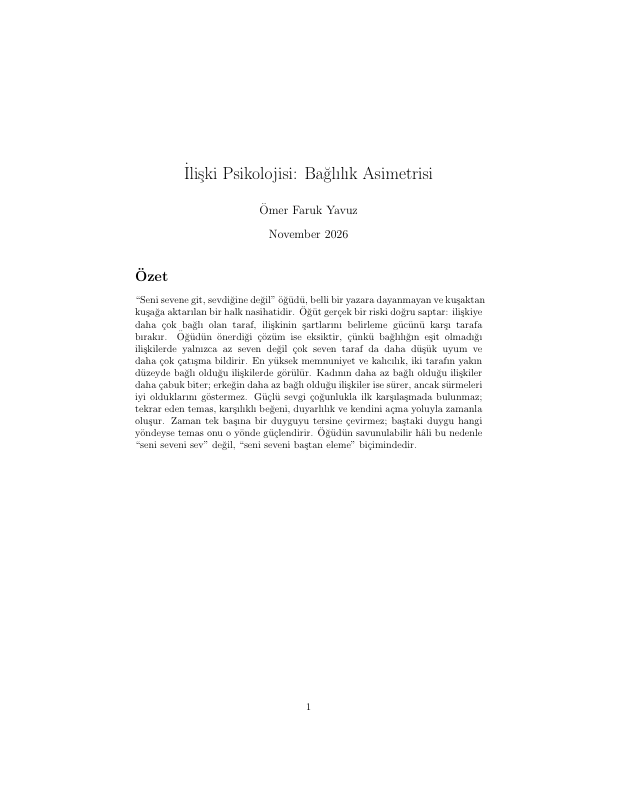 İlişki Psikolojisi: Bağlılık Asimetrisi
Ömer Faruk Yavuz
November 2026
Özet
“Seni sevene git, sevdiğine değil” öğüdü, belli bir yazara dayanmayan ve kuşaktan
kuşağa aktarılan bir halk nasihatidir. Öğüt gerçek bir riski doğru saptar: ilişkiye
daha çok bağlı olan taraf, ilişkinin şartlarını belirleme gücünü karşı tarafa
bırakır. Öğüdün önerdiği çözüm ise eksiktir, çünkü bağlılığın eşit olmadığı
ilişkilerde yalnızca az seven değil çok seven taraf da daha düşük uyum ve
daha çok çatışma bildirir. En yüksek memnuniyet ve kalıcılık, iki tarafın yakın
düzeyde bağlı olduğu ilişkilerde görülür. Kadının daha az bağlı olduğu ilişkiler
daha çabuk biter; erkeğin daha az bağlı olduğu ilişkiler ise sürer, ancak sürmeleri
iyi olduklarını göstermez. Güçlü sevgi çoğunlukla ilk karşılaşmada bulunmaz;
tekrar eden temas, karşılıklı beğeni, duyarlılık ve kendini açma yoluyla zamanla
oluşur. Zaman tek başına bir duyguyu tersine çevirmez; baştaki duygu hangi
yöndeyse temas onu o yönde güçlendirir. Öğüdün savunulabilir hâli bu nedenle
“seni seveni sev” değil, “seni seveni baştan eleme” biçimindedir.
1